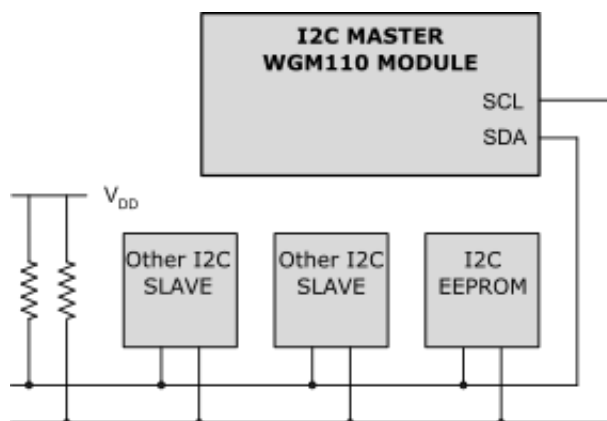 I2C MASTER
WGM110 MODULE
SCL
SDA
VDD
Other I2C
SLAVE
Other I2C
SLAVE
I2C
EEPROM